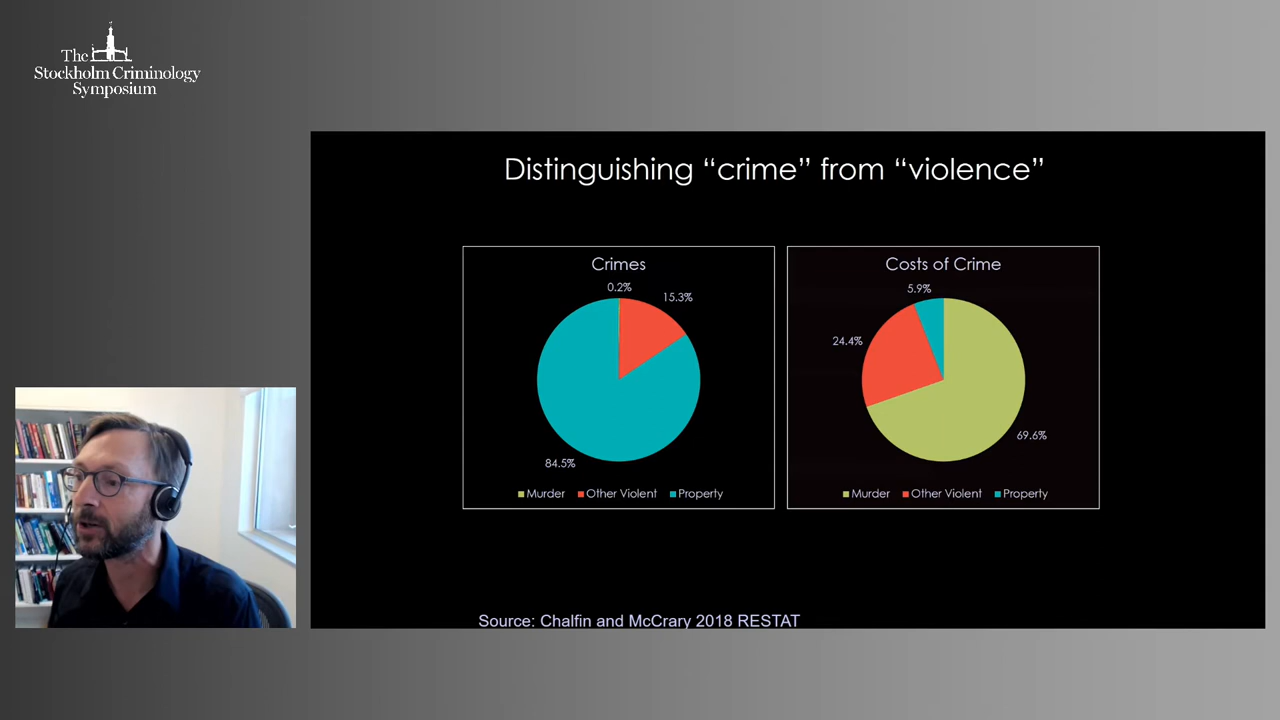 The
Stockholm Criminology
Symposium
Distinguishing “crime” from “violence”
Crimes
0.2%
15.3%
84.5%
Murder Other Violent Property
Costs of Crime
5.9%
24.4%
69.6%
Murder Other Violent Property
Source: Chalfin and McCrary 2018 RESTAT